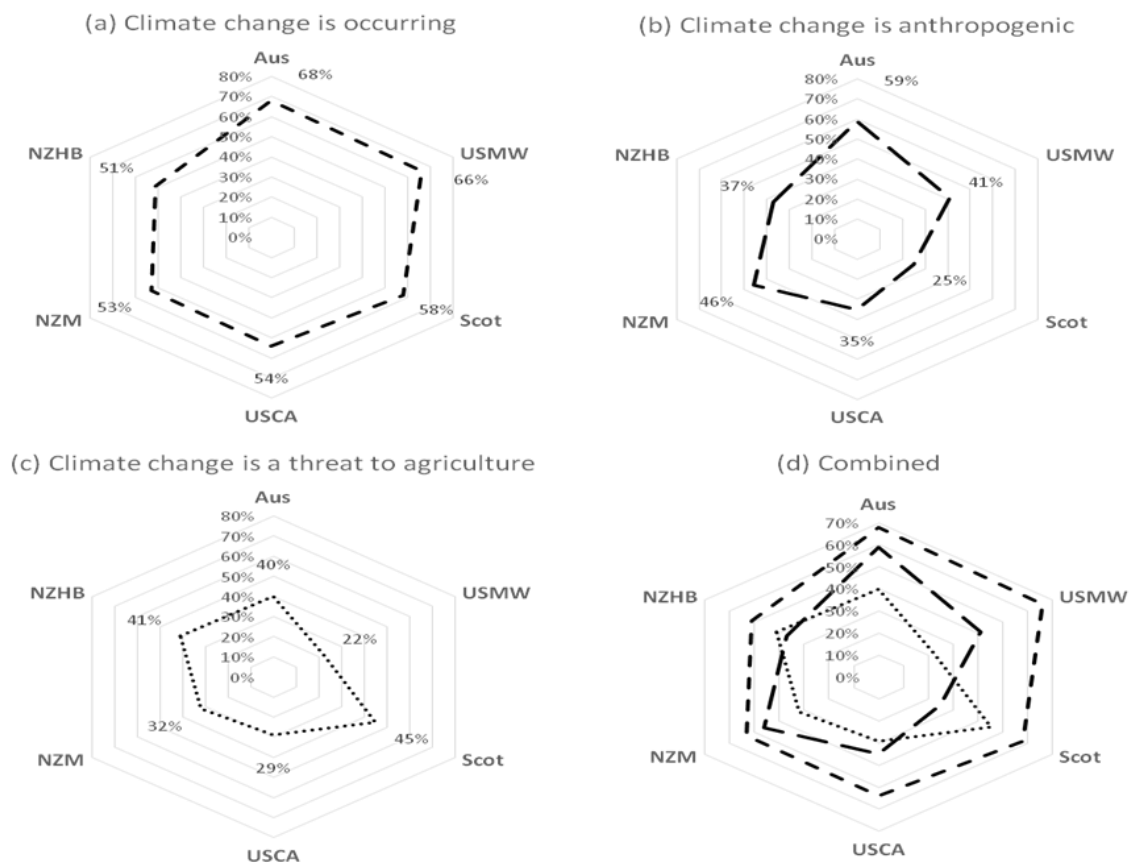 (a) Climate change is occurring
Aus
80%
68%
70%
60%
50%
40%
30%
20%
10%
0%
NZHB
51%
USMW
66%
NZM
53%
58%
Scot
54%
USCA
(b) Climate change is anthropogenic
Aus
80%
59%
70%
60%
50%
40%
30%
20%
10%
0%
NZHB
37%
USMW
41%
NZM
46%
25%
Scot
35%
USCA
(c) Climate change is a threat to agriculture
Aus
80%
70%
60%
50%
40%
30%
20%
10%
0%
40%
NZHB
41%
USMW
22%
NZM
32%
45%
Scot
29%
USCA
(d) Combined
Aus
70%
60%
50%
40%
30%
20%
10%
0%
NZHB
USMW
NZM
Scot
USCA